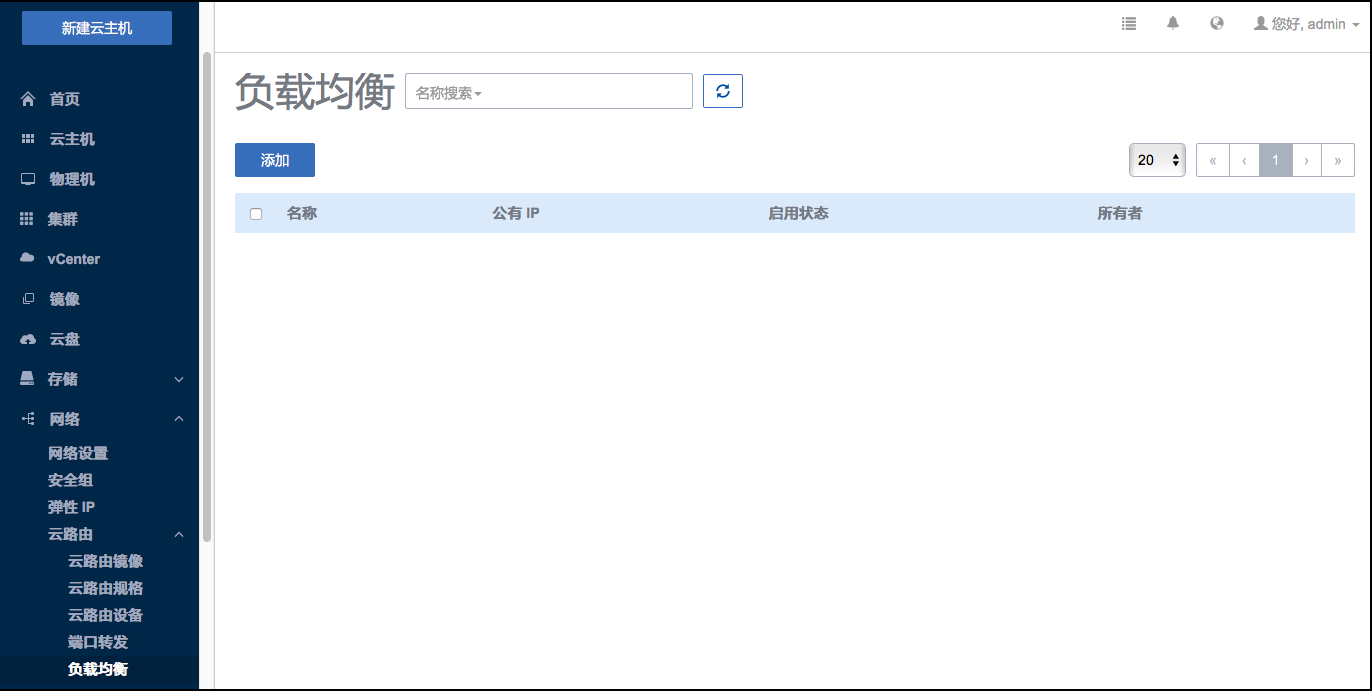 新建云主机
首页
云主机
物理机
集群
vCenter
镜像
云盘
存储
网络
网络设置
安全组
弹性 IP
云路由
云路由镜像
云路由规格
云路由设备
端口转发
负载均衡
您好, admin
负载均衡 名称搜索
添加 20 « ‹ 1 › »
名称 公有 IP 启用状态 所有者